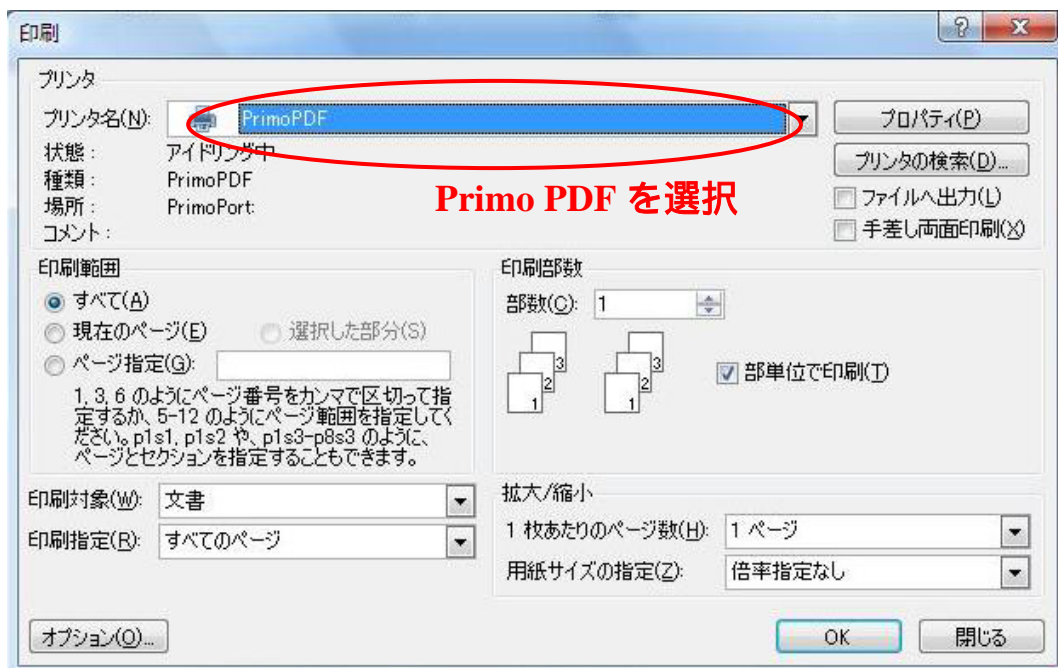 印刷
プリンタ
プリンタ名(N): PrimoPDF
プロパティ(P)
状態： アイドリング中
プリンタの検索(D)...
種類： PrimoPDF
場所： PrimoPort:
コメント：
Primo PDF を選択
ファイルへ出力(L)
手差し両面印刷(X)
印刷範囲
すべて(A)
現在のページ(E) 選択した部分(S)
ページ指定(G):
1, 3, 6 のようにページ番号をカンマで区切って指
定するか、5-12 のようにページ範囲を指定してく
ださい。p1s1, p1s2 や、p1s3-p8s3 のように、
ページとセクションを指定することもできます。
印刷部数
部数(C): 1
3 3
2 2
1 1
部単位で印刷(T)
印刷対象(W): 文書
印刷指定(R): すべてのページ
拡大/縮小
1 枚あたりのページ数(H): 1 ページ
用紙サイズの指定(Z): 倍率指定なし
オプション(O)...
OK 閉じる